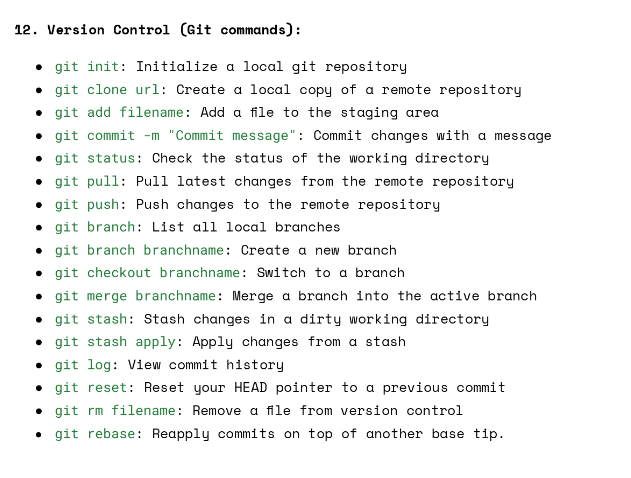 12. Version Control (Git commands):
● git init: Initialize a local git repository
● git clone url: Create a local copy of a remote repository
● git add filename: Add a file to the staging area
● git commit -m "Commit message": Commit changes with a message
● git status: Check the status of the working directory
● git pull: Pull latest changes from the remote repository
● git push: Push changes to the remote repository
● git branch: List all local branches
● git branch branchname: Create a new branch
● git checkout branchname: Switch to a branch
● git merge branchname: Merge a branch into the active branch
● git stash: Stash changes in a dirty working directory
● git stash apply: Apply changes from a stash
● git log: View commit history
● git reset: Reset your HEAD pointer to a previous commit
● git rm filename: Remove a file from version control
● git rebase: Reapply commits on top of another base tip.